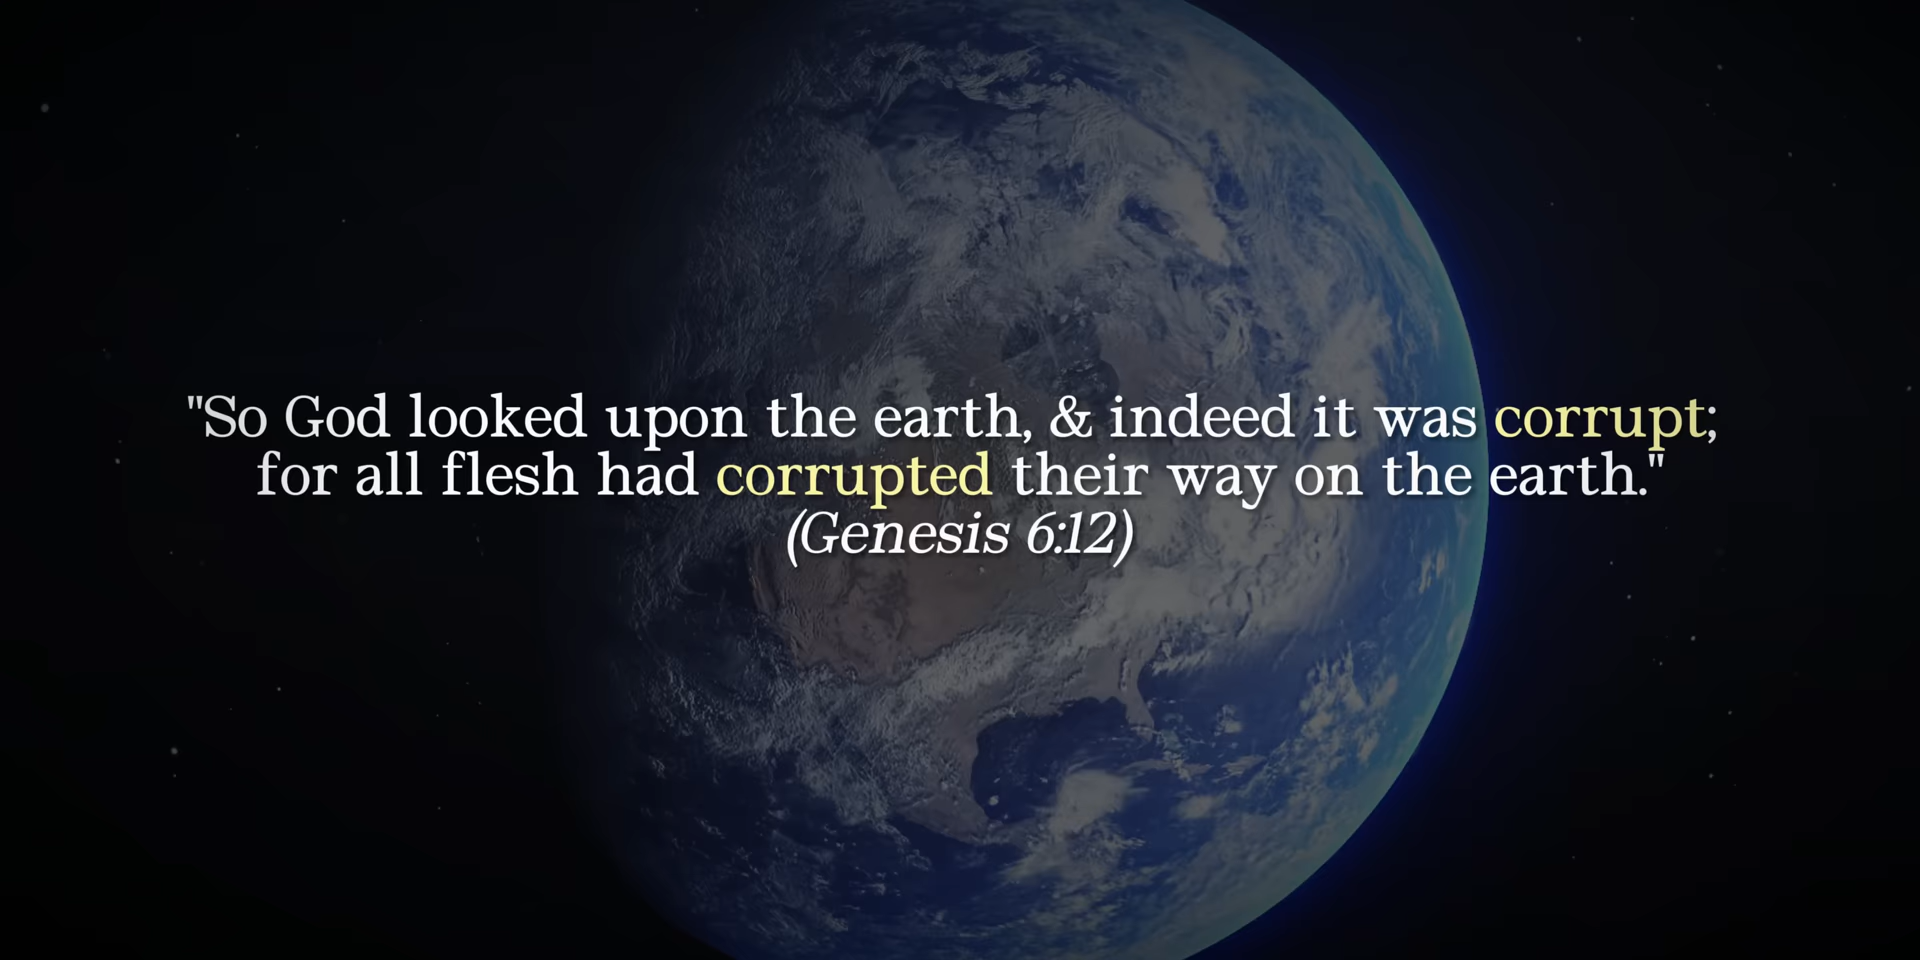 "So God looked upon the earth, & indeed it was corrupt;
for all flesh had corrupted their way on the earth."
(Genesis 6:12)